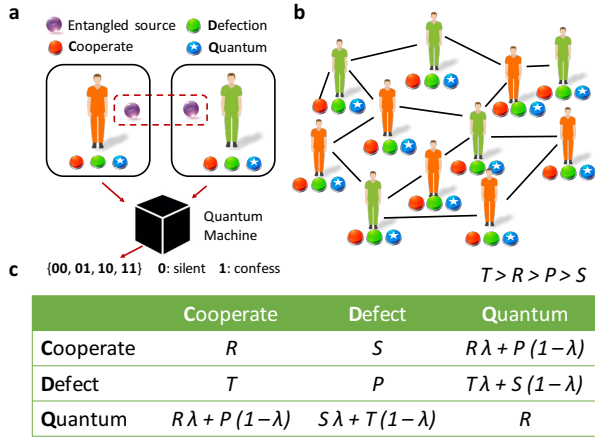 a
Entangled source
Defection
Cooperate
Quantum
b
Quantum
Machine
{00, 01, 10, 11} 0: silent 1: confess
c
T > R > P > S
Cooperate Defect Quantum
Cooperate R S R λ + P (1 – λ)
Defect T P T λ + S (1 – λ)
Quantum R λ + P (1 – λ) S λ + T (1 – λ) R